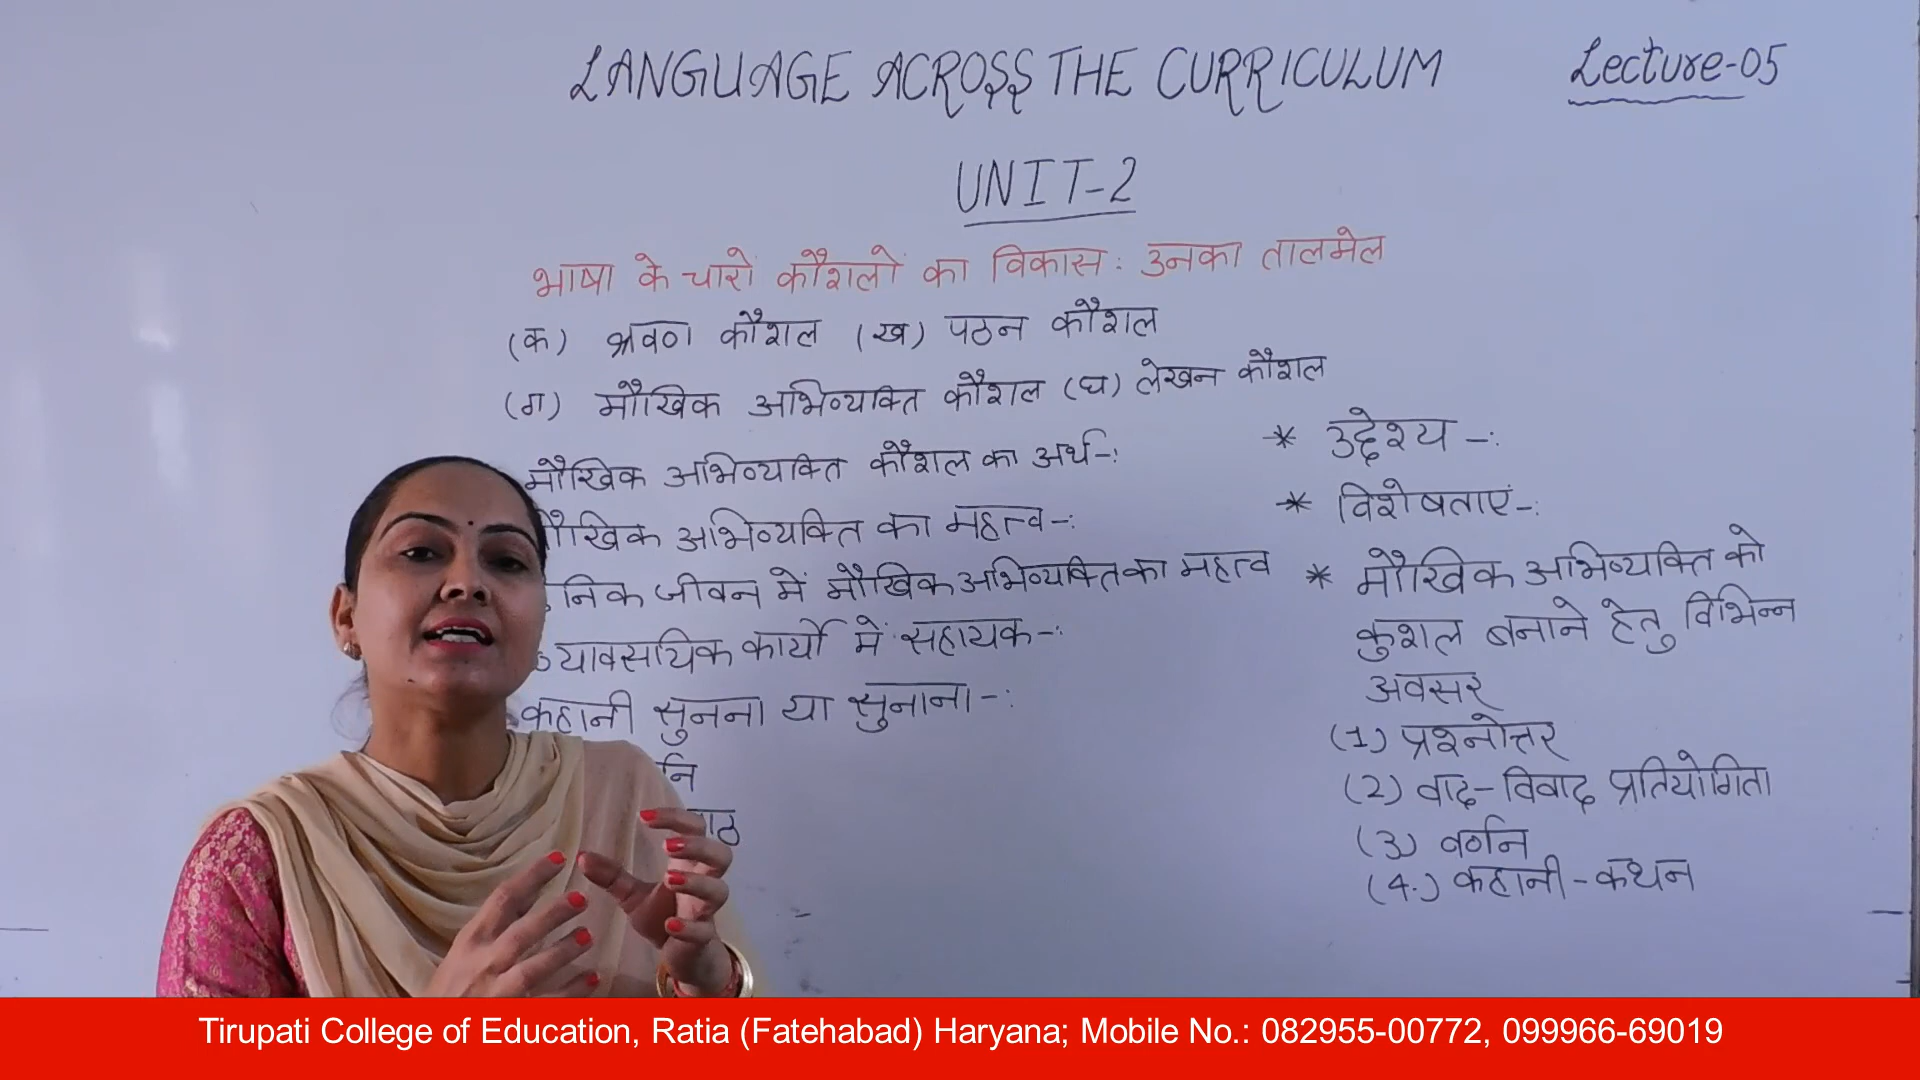 LANGUAGE ACROSS THE CURRICULUM
Lecture-05
UNIT-2
भाषा के चारों कौशलों का विकास : उनका तालमेल
(क) श्रवण कौशल (ख) पठन कौशल
(ग) मौखिक अभिव्यक्ति कौशल (घ) लेखन कौशल
मौखिक अभिव्यक्ति कौशल का अर्थ-:
मौखिक अभिव्यक्ति का महत्व-:
जीवन में मौखिक अभिव्यक्ति का महत्व
कार्यो में सहायक-:
कहानी सुनना या सुनाना-:
* उद्देश्य -:
* विशेषताएं-:
* मौखिक अभिव्यक्ति को
कुशल बनाने हेतु विभिन्न
अवसर
(1) प्रश्नोत्तर
(2) वाद-विवाद प्रतियोगिता
(3) वर्णन
(4.) कहानी-कथन
Tirupati College of Education, Ratia (Fatehabad) Haryana; Mobile No.: 082955-00772, 099966-69019